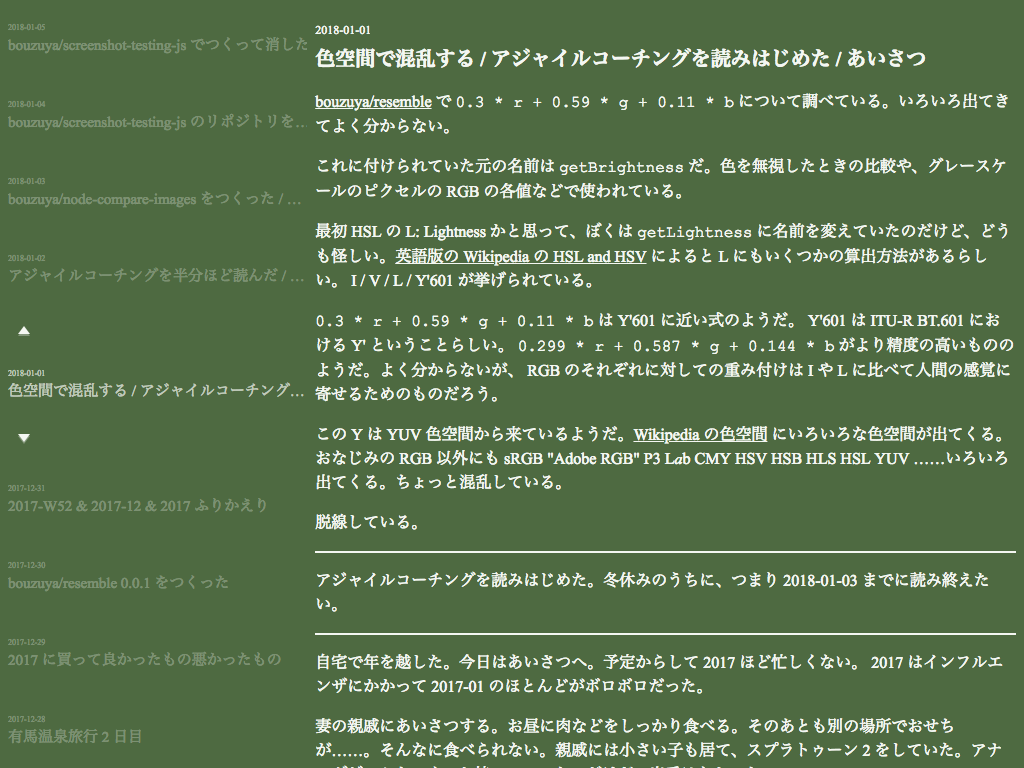 2018-01-05
bouzuya/screenshot-testing-js でつくって消した
2018-01-04
bouzuya/screenshot-testing-js のリポジトリを…
2018-01-03
bouzuya/node-compare-images をつくった / …
2018-01-02
アジャイルコーチングを半分ほど読んだ / …
2018-01-01
色空間で混乱する / アジャイルコーチング…
2017-12-31
2017-W52 & 2017-12 & 2017 ふりかえり
2017-12-30
bouzuya/resemble 0.0.1 をつくった
2017-12-29
2017 に買って良かったもの悪かったもの
2017-12-28
有馬温泉旅行 2 日目
2018-01-01
色空間で混乱する / アジャイルコーチングを読みはじめた / あいさつ
bouzuya/resemble で 0.3 * r + 0.59 * g + 0.11 * b について調べている。いろいろ出てき
てよく分からない。
これに付けられていた元の名前は getBrightness だ。色を無視したときの比較や、グレースケ
ールのピクセルの RGB の各値などで使われている。
最初 HSL の L: Lightness かと思って、ぼくは getLightness に名前を変えていたのだけど、どう
も怪しい。英語版の Wikipedia の HSL and HSV によると L にもいくつかの算出方法があるらし
い。 I / V / L / Y'601 が挙げられている。
0.3 * r + 0.59 * g + 0.11 * b は Y'601 に近い式のようだ。 Y'601 は ITU-R BT.601 にお
ける Y' ということらしい。 0.299 * r + 0.587 * g + 0.144 * b がより精度の高いものの
ようだ。よく分からないが、 RGB のそれぞれに対しての重み付けは I や L に比べて人間の感覚に
寄せるためのものだろう。
この Y は YUV 色空間から来ているようだ。Wikipedia の色空間 にいろいろな色空間が出てくる。
おなじみの RGB 以外にも sRGB "Adobe RGB" P3 Lab CMY HSV HSB HLS HSL YUV ……いろいろ
出てくる。ちょっと混乱している。
脱線している。
アジャイルコーチングを読みはじめた。冬休みのうちに、つまり 2018-01-03 までに読み終えた
い。
自宅で年を越した。今日はあいさつへ。予定からして 2017 ほど忙しくない。 2017 はインフルエ
ンザにかかって 2017-01 のほとんどがボロボロだった。
妻の親戚にあいさつする。お昼に肉などをしっかり食べる。そのあとも別の場所でおせち
が……。そんなに食べられない。親戚には小さい子も居て、スプラトゥーン 2 をしていた。アナ